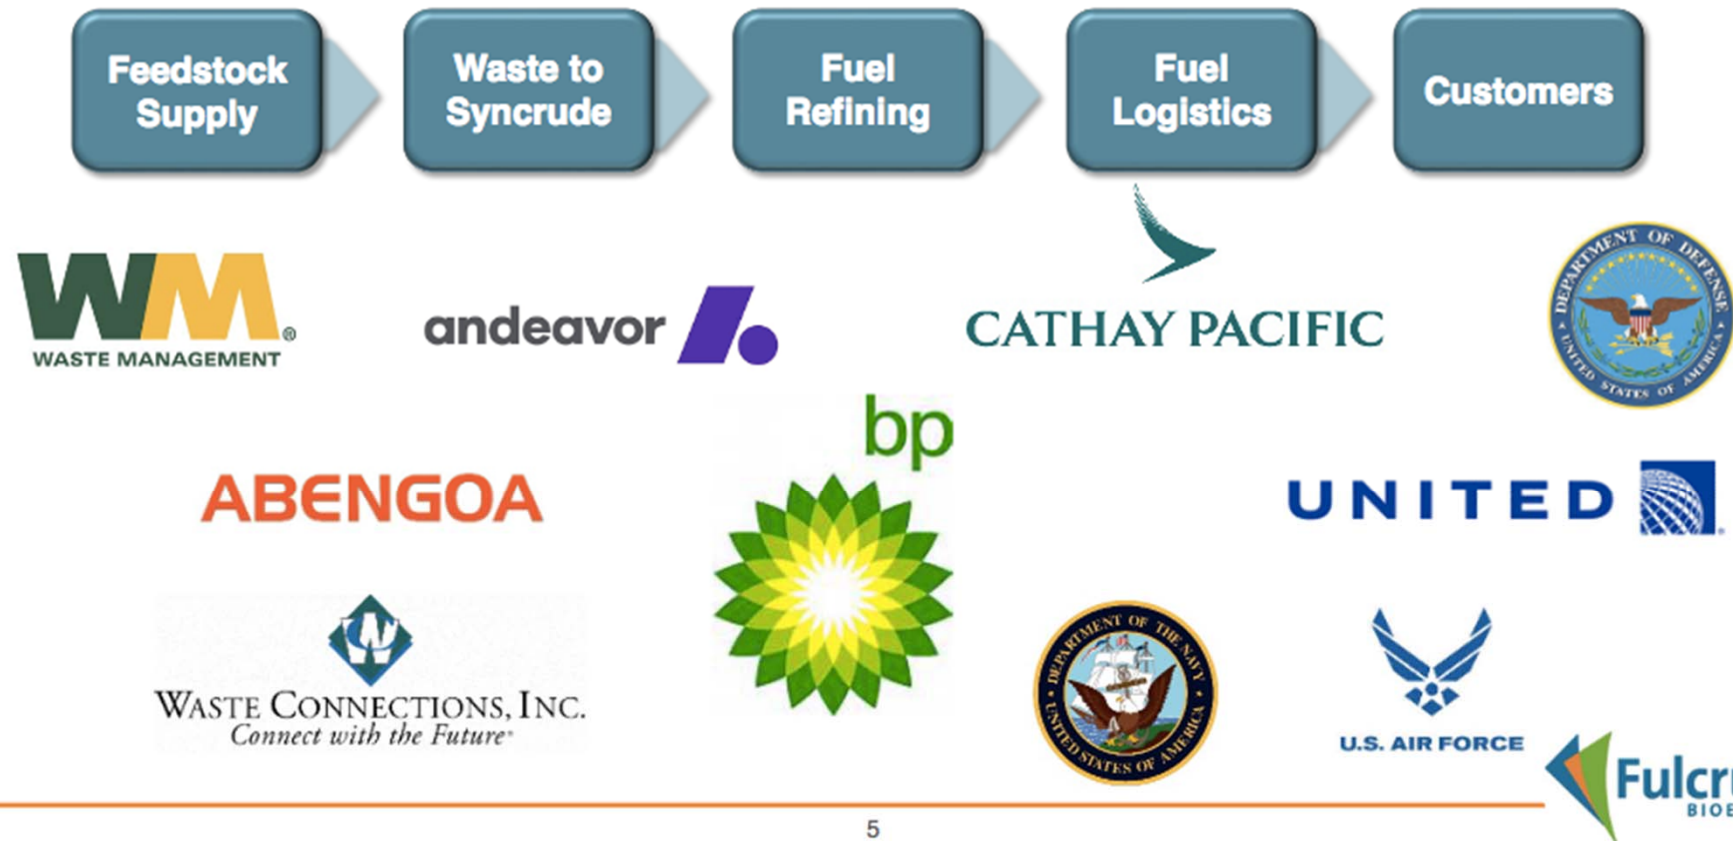 Feedstock
Supply
Waste to
Syncrude
Fuel
Refining
Fuel
Logistics
Customers
WM®
WASTE MANAGEMENT
andeavor
CATHAY PACIFIC
DEPARTMENT OF DEFENSE
UNITED STATES OF AMERICA
bp
ABENGOA
UNITED
WASTE CONNECTIONS, INC.
Connect with the Future
DEPARTMENT OF THE NAVY
UNITED STATES OF AMERICA
U.S. AIR FORCE
Fulcru
BIOE
5